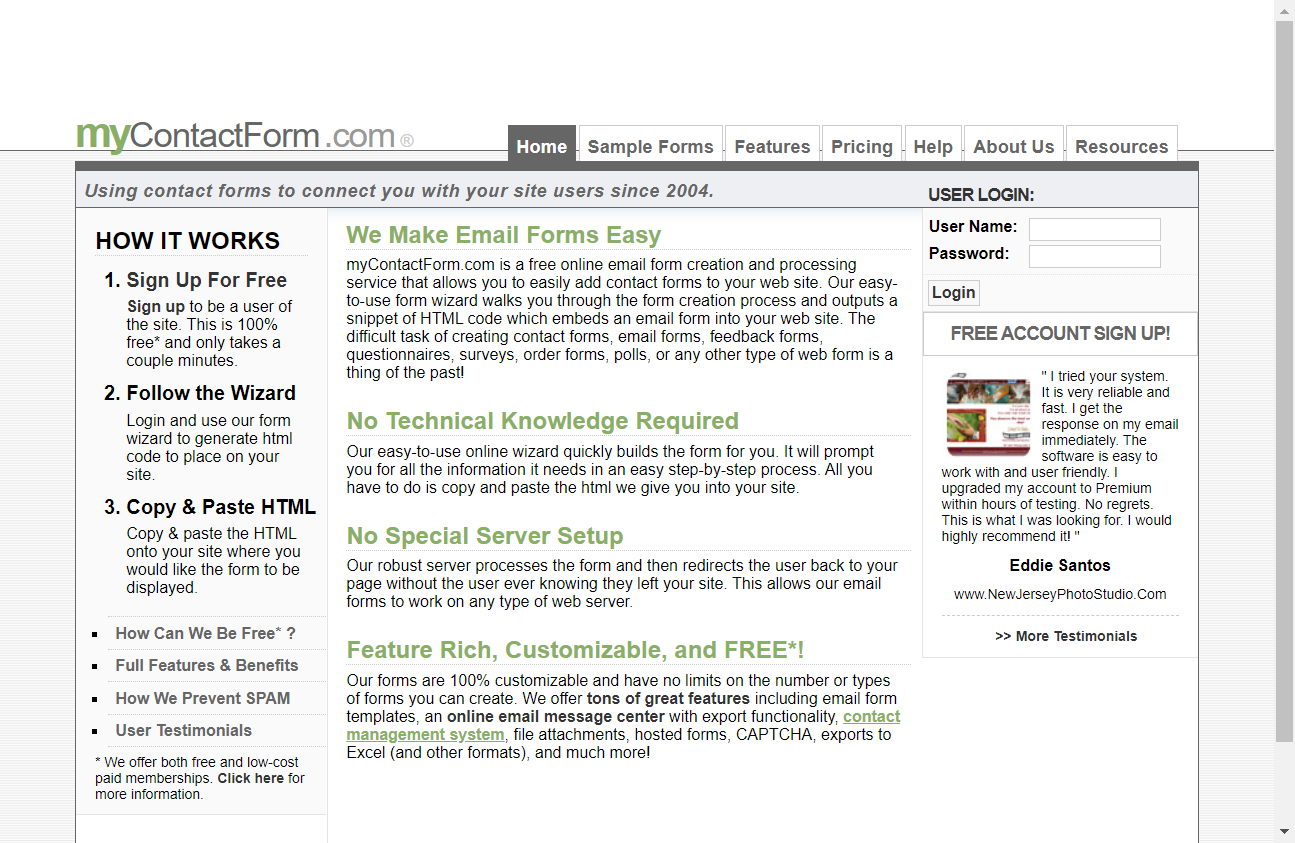 myContactForm.com ®
Home
Sample Forms
Features
Pricing
Help
About Us
Resources
Using contact forms to connect you with your site users since 2004.
USER LOGIN:
HOW IT WORKS
1. Sign Up For Free
Sign up to be a user of
the site. This is 100%
free* and only takes a
couple minutes.
2. Follow the Wizard
Login and use our form
wizard to generate html
code to place on your
site.
3. Copy & Paste HTML
Copy & paste the HTML
onto your site where you
would like the form to be
displayed.
How Can We Be Free* ?
Full Features & Benefits
How We Prevent SPAM
User Testimonials
* We offer both free and low-cost
paid memberships. Click here for
more information.
We Make Email Forms Easy
myContactForm.com is a free online email form creation and processing
service that allows you to easily add contact forms to your web site. Our easy-
to-use form wizard walks you through the form creation process and outputs a
snippet of HTML code which embeds an email form into your web site. The
difficult task of creating contact forms, email forms, feedback forms,
questionnaires, surveys, order forms, polls, or any other type of web form is a
thing of the past!
No Technical Knowledge Required
Our easy-to-use online wizard quickly builds the form for you. It will prompt
you for all the information it needs in an easy step-by-step process. All you
have to do is copy and paste the html we give you into your site.
No Special Server Setup
Our robust server processes the form and then redirects the user back to your
page without the user ever knowing they left your site. This allows our email
forms to work on any type of web server.
Feature Rich, Customizable, and FREE*!
Our forms are 100% customizable and have no limits on the number or types
of forms you can create. We offer tons of great features including email form
templates, an online email message center with export functionality, contact
management system, file attachments, hosted forms, CAPTCHA, exports to
Excel (and other formats), and much more!
User Name:
Password:
Login
FREE ACCOUNT SIGN UP!
" I tried your system.
It is very reliable and
fast. I get the
response on my email
immediately. The
software is easy to
work with and user friendly. I
upgraded my account to Premium
within hours of testing. No regrets.
This is what I was looking for. I would
highly recommend it! "
Eddie Santos
www.NewJerseyPhotoStudio.Com
>> More Testimonials